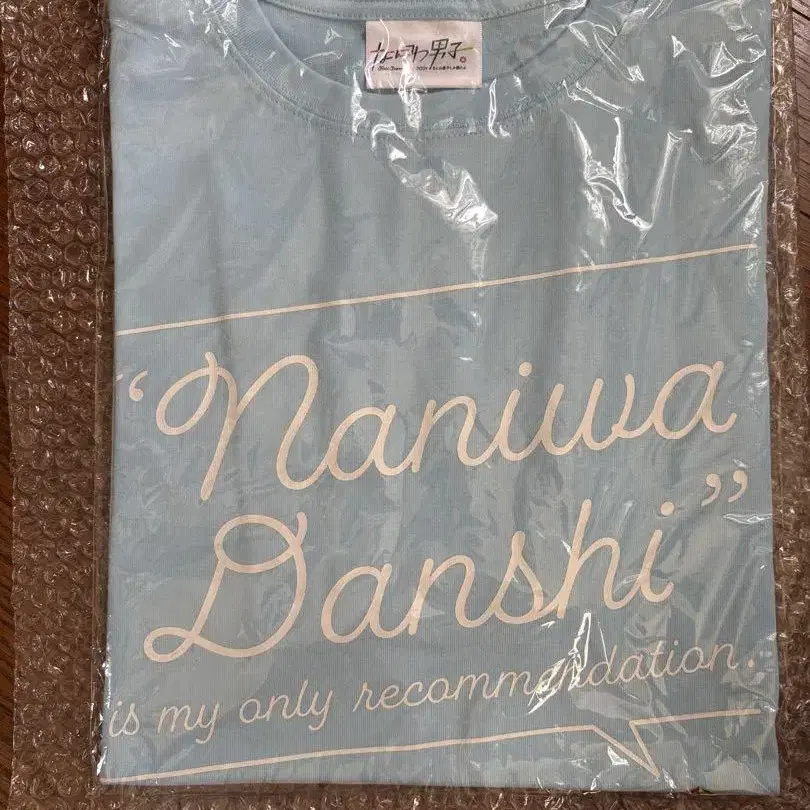 なにわ男子
“Naniwa
Danshi”
is my only recommendation.